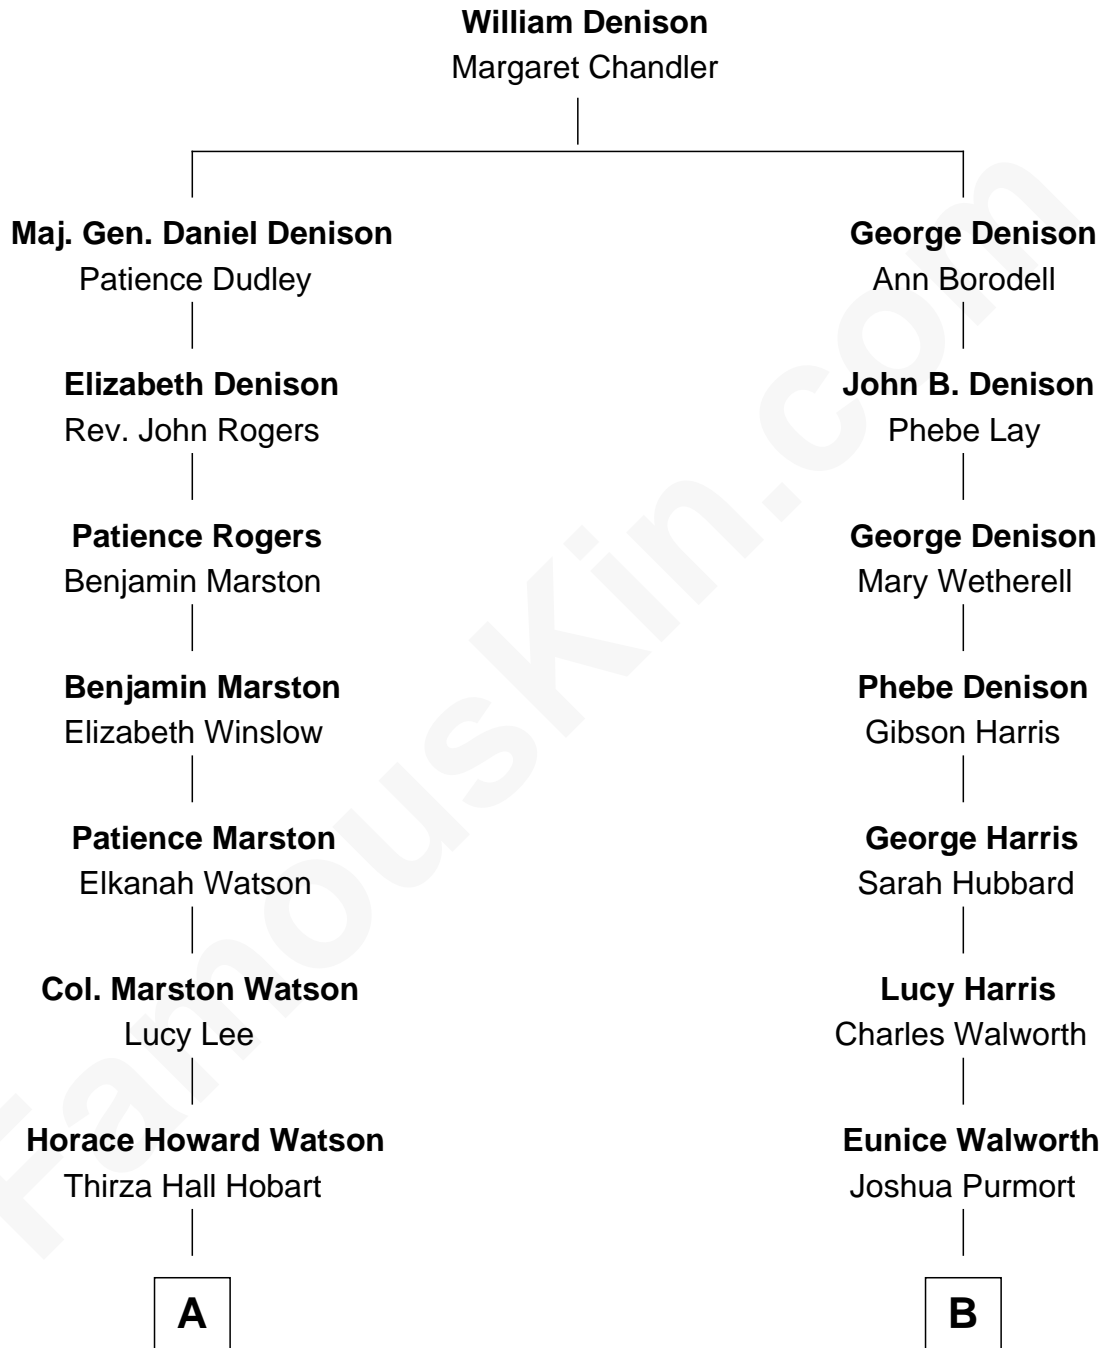 William Denison
Margaret Chandler
Maj. Gen. Daniel Denison
Patience Dudley
George Denison
Ann Borodell
Elizabeth Denison
Rev. John Rogers
John B. Denison
Phebe Lay
Patience Rogers
Benjamin Marston
George Denison
Mary Wetherell
Benjamin Marston
Elizabeth Winslow
Phebe Denison
Gibson Harris
Patience Marston
Elkanah Watson
George Harris
Sarah Hubbard
Col. Marston Watson
Lucy Lee
Lucy Harris
Charles Walworth
Horace Howard Watson
Thirza Hall Hobart
Eunice Walworth
Joshua Purmort
A
B
FamousKin.com